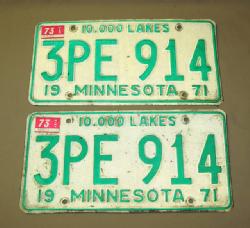 73
10,000 LAKES
3PE 914
19 MINNESOTA 71
73
10,000 LAKES
3PE 914
19 MINNESOTA 71